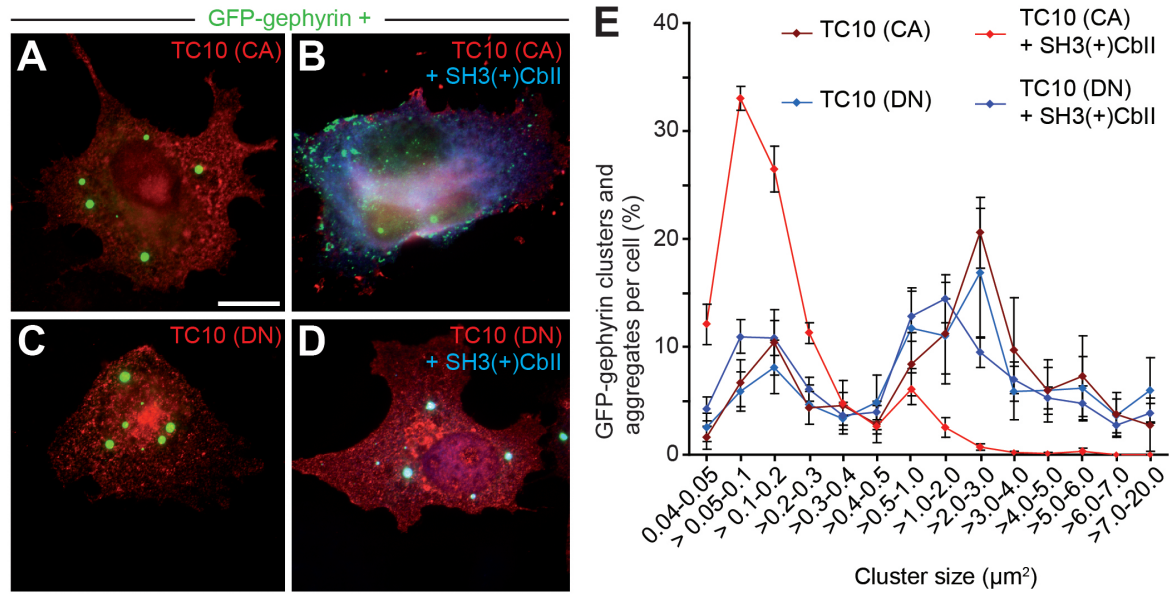 GFP-gephyrin +
A
TC10 (CA)
B
TC10 (CA)
+ SH3(+)CbII
C
TC10 (DN)
D
TC10 (DN)
+ SH3(+)CbII
E
TC10 (CA)
TC10 (CA)
+ SH3(+)CbII
TC10 (DN)
TC10 (DN)
+ SH3(+)CbII
GFP-gephyrin clusters and
aggregates per cell (%)
40
30
20
10
0
0.04-0.05
> 0.05-0.1
> 0.1-0.2
>0.2-0.3
>0.3-0.4
>0.4-0.5
>0.5-1.0
>1.0-2.0
>2.0-3.0
>3.0-4.0
>4.0-5.0
>5.0-6.0
>6.0-7.0
>7.0-20.0
Cluster size (µm²)